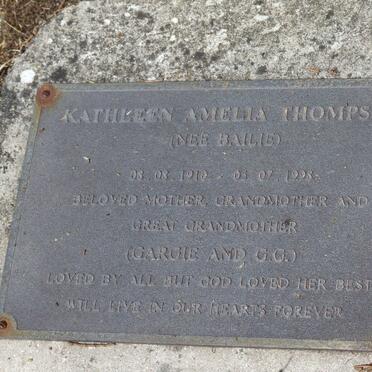 KATHLEEN AMELIA THOMPS
(NEE BAILIE)
08.08.1910 - 03.07.1998
BELOVED MOTHER, GRANDMOTHER AND
GREAT GRANDMOTHER
(GARGIE AND G.G.)
LOVED BY ALL BUT GOD LOVED HER BEST
WILL LIVE IN OUR HEARTS FOREVER